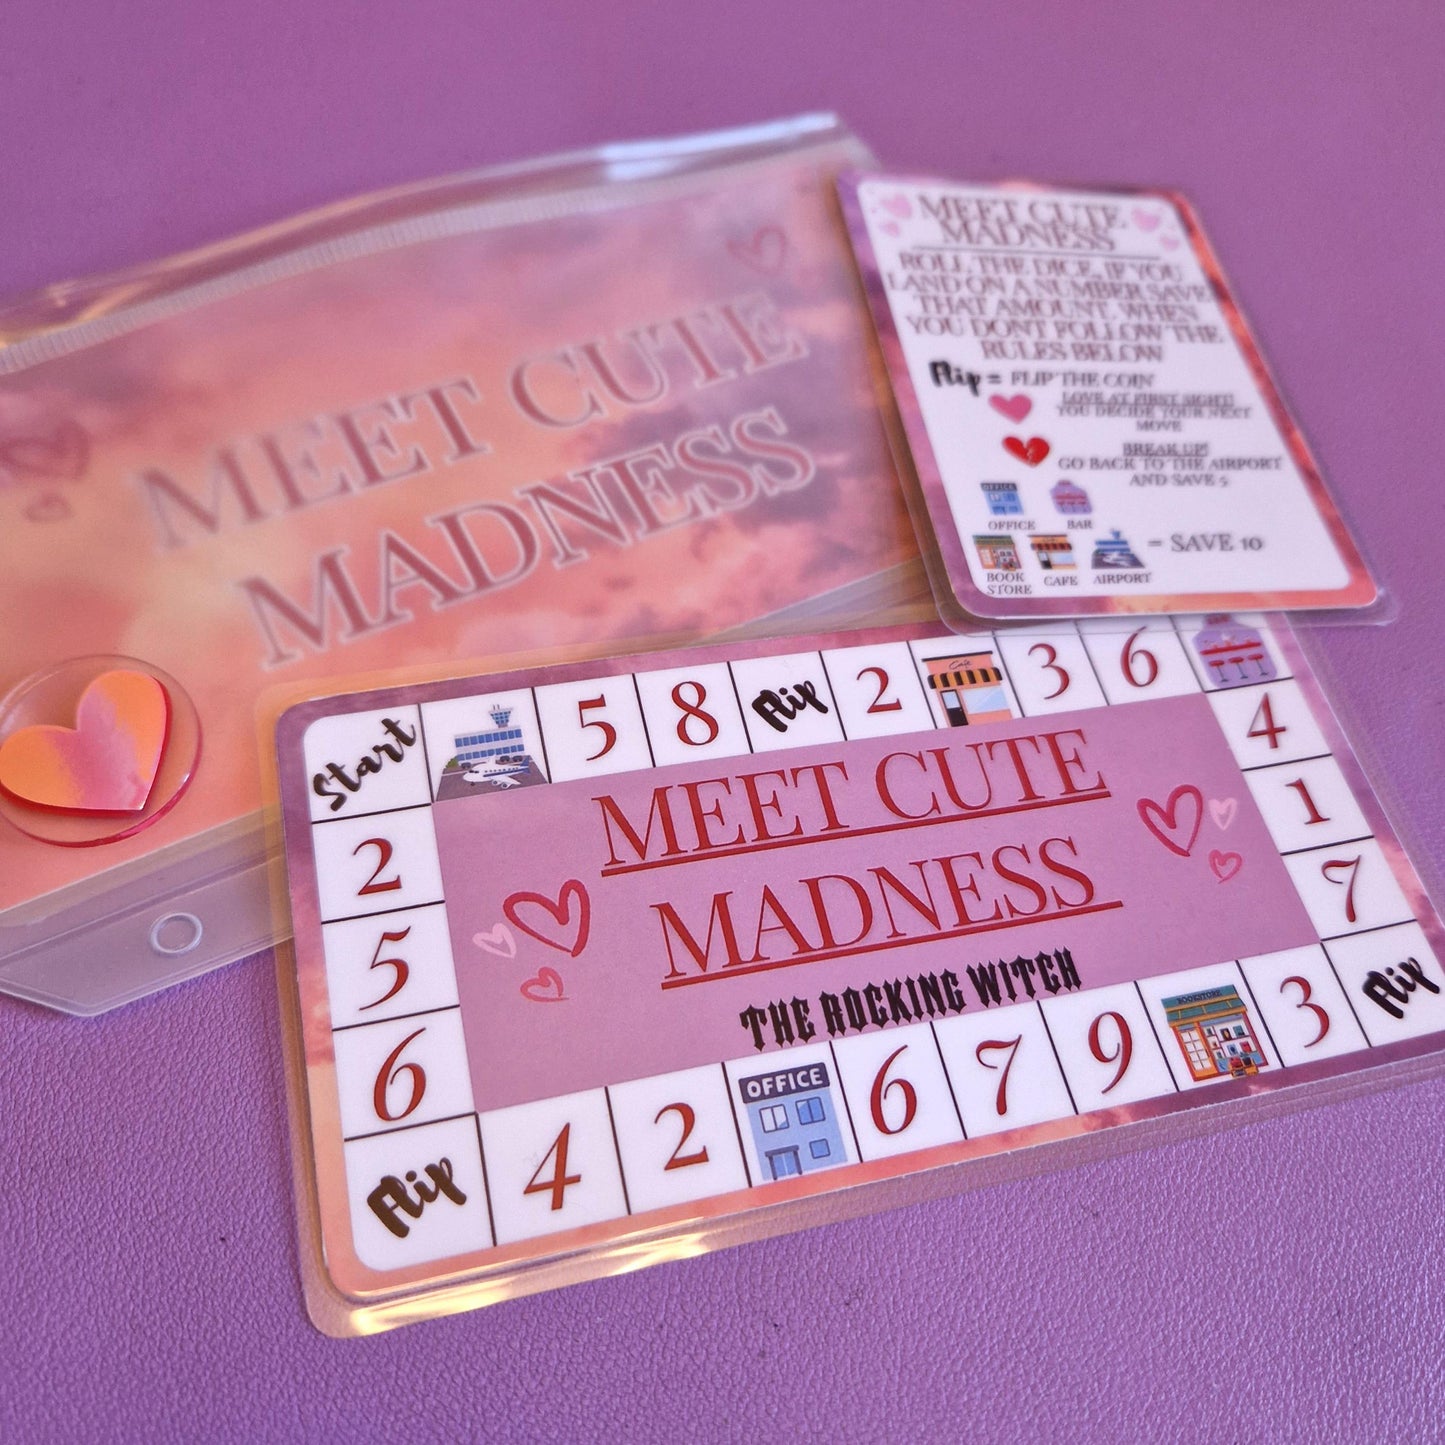 MEET CUTE
MADNESS
MEET CUTE
MADNESS
ROLL THE DICE, IF YOU
LAND ON A NUMBER SAVE
THAT AMOUNT. WHEN
YOU DONT FOLLOW THE
RULES BELOW
Flip = FLIP THE COIN
LOVE AT FIRST SIGHT!
YOU DECIDE YOUR NEXT
MOVE
BREAK UP!
GO BACK TO THE AIRPORT
AND SAVE 5
OFFICE
OFFICE BAR
BOOK STORE CAFE AIRPORT = SAVE 10
Start 5 8 Flip 2 Cafe 3 6
4
1
7
Flip
2
5
6
Flip
MEET CUTE
MADNESS
THE ROCKING WITCH
4 2 OFFICE 6 7 9 BOOKSTORE 3